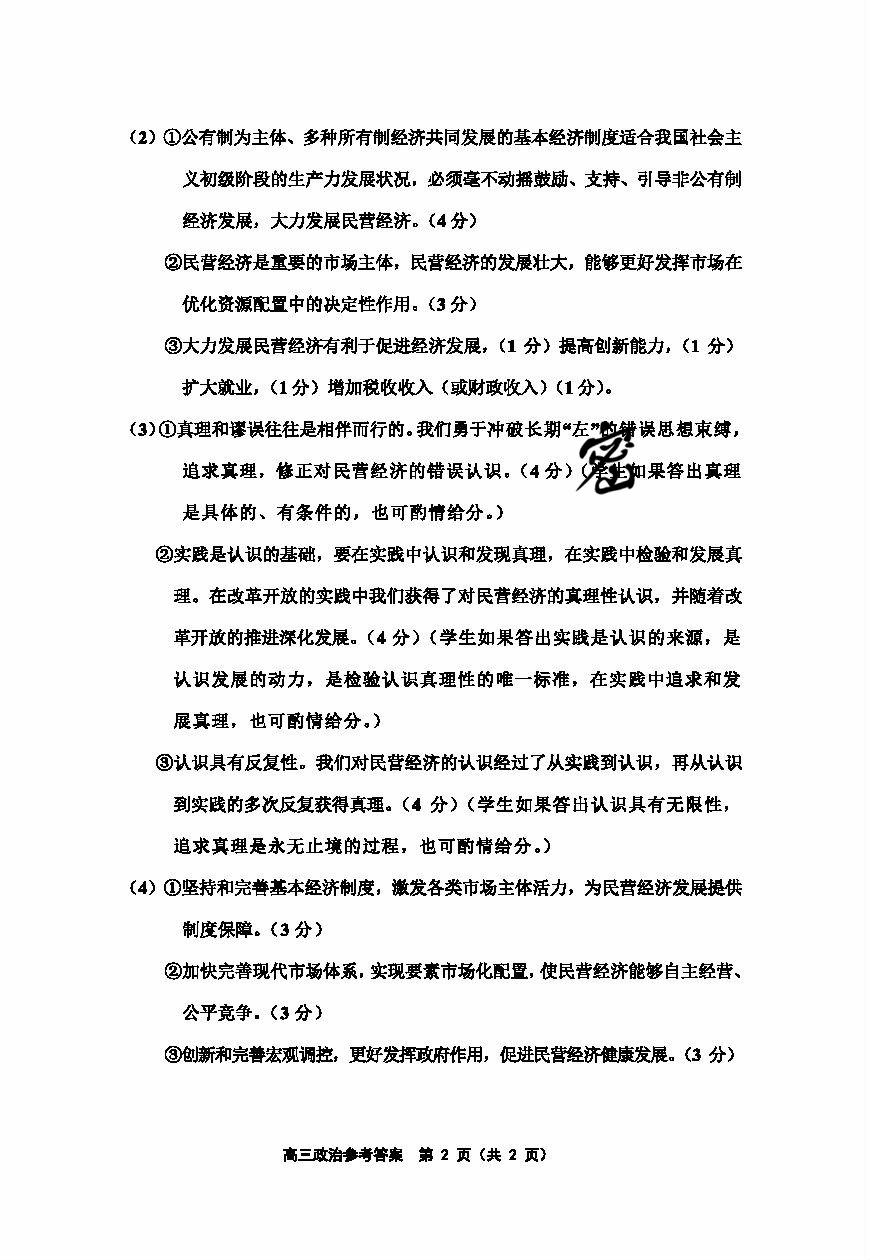 （2）①公有制为主体、多种所有制经济共同发展的基本经济制度适合我国社会主
义初级阶段的生产力发展状况，必须毫不动摇鼓励、支持、引导非公有制
经济发展，大力发展民营经济。（4分）
②民营经济是重要的市场主体，民营经济的发展壮大，能够更好发挥市场在
优化资源配置中的决定性作用。（3分）
③大力发展民营经济有利于促进经济发展，（1 分）提高创新能力，（1 分）
扩大就业，（1分）增加税收收入（或财政收入）（1分）。
（3）①真理和谬误往往是相伴而行的。我们勇于冲破长期“左”的错误思想束缚，
追求真理，修正对民营经济的错误认识。（4分）（学生如果答出真理
是具体的、有条件的，也可酌情给分。）
密
②实践是认识的基础，要在实践中认识和发现真理，在实践中检验和发展真
理。在改革开放的实践中我们获得了对民营经济的真理性认识，并随着改
革开放的推进深化发展。（4 分）（学生如果答出实践是认识的来源，是
认识发展的动力，是检验认识真理性的唯一标准，在实践中追求和发
展真理，也可酌情给分。）
③认识具有反复性。我们对民营经济的认识经过了从实践到认识，再从认识
到实践的多次反复获得真理。（4 分）（学生如果答出认识具有无限性，
追求真理是永无止境的过程，也可酌情给分。）
（4）①坚持和完善基本经济制度，激发各类市场主体活力，为民营经济发展提供
制度保障。（3分）
②加快完善现代市场体系，实现要素市场化配置，使民营经济能够自主经营、
公平竞争。（3分）
③创新和完善宏观调控，更好发挥政府作用，促进民营经济健康发展。（3 分）
高三政治参考答案 第 2 页（共 2 页）